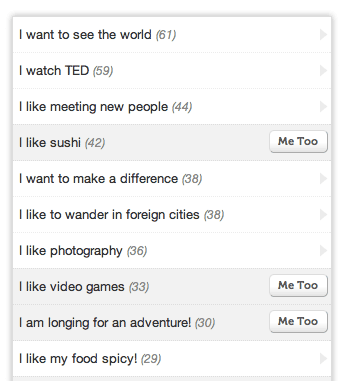 I want to see the world (61)
I watch TED (59)
I like meeting new people (44)
I like sushi (42) Me Too
I want to make a difference (38)
I like to wander in foreign cities (38)
I like photography (36)
I like video games (33) Me Too
I am longing for an adventure! (30) Me Too
I like my food spicy! (29)